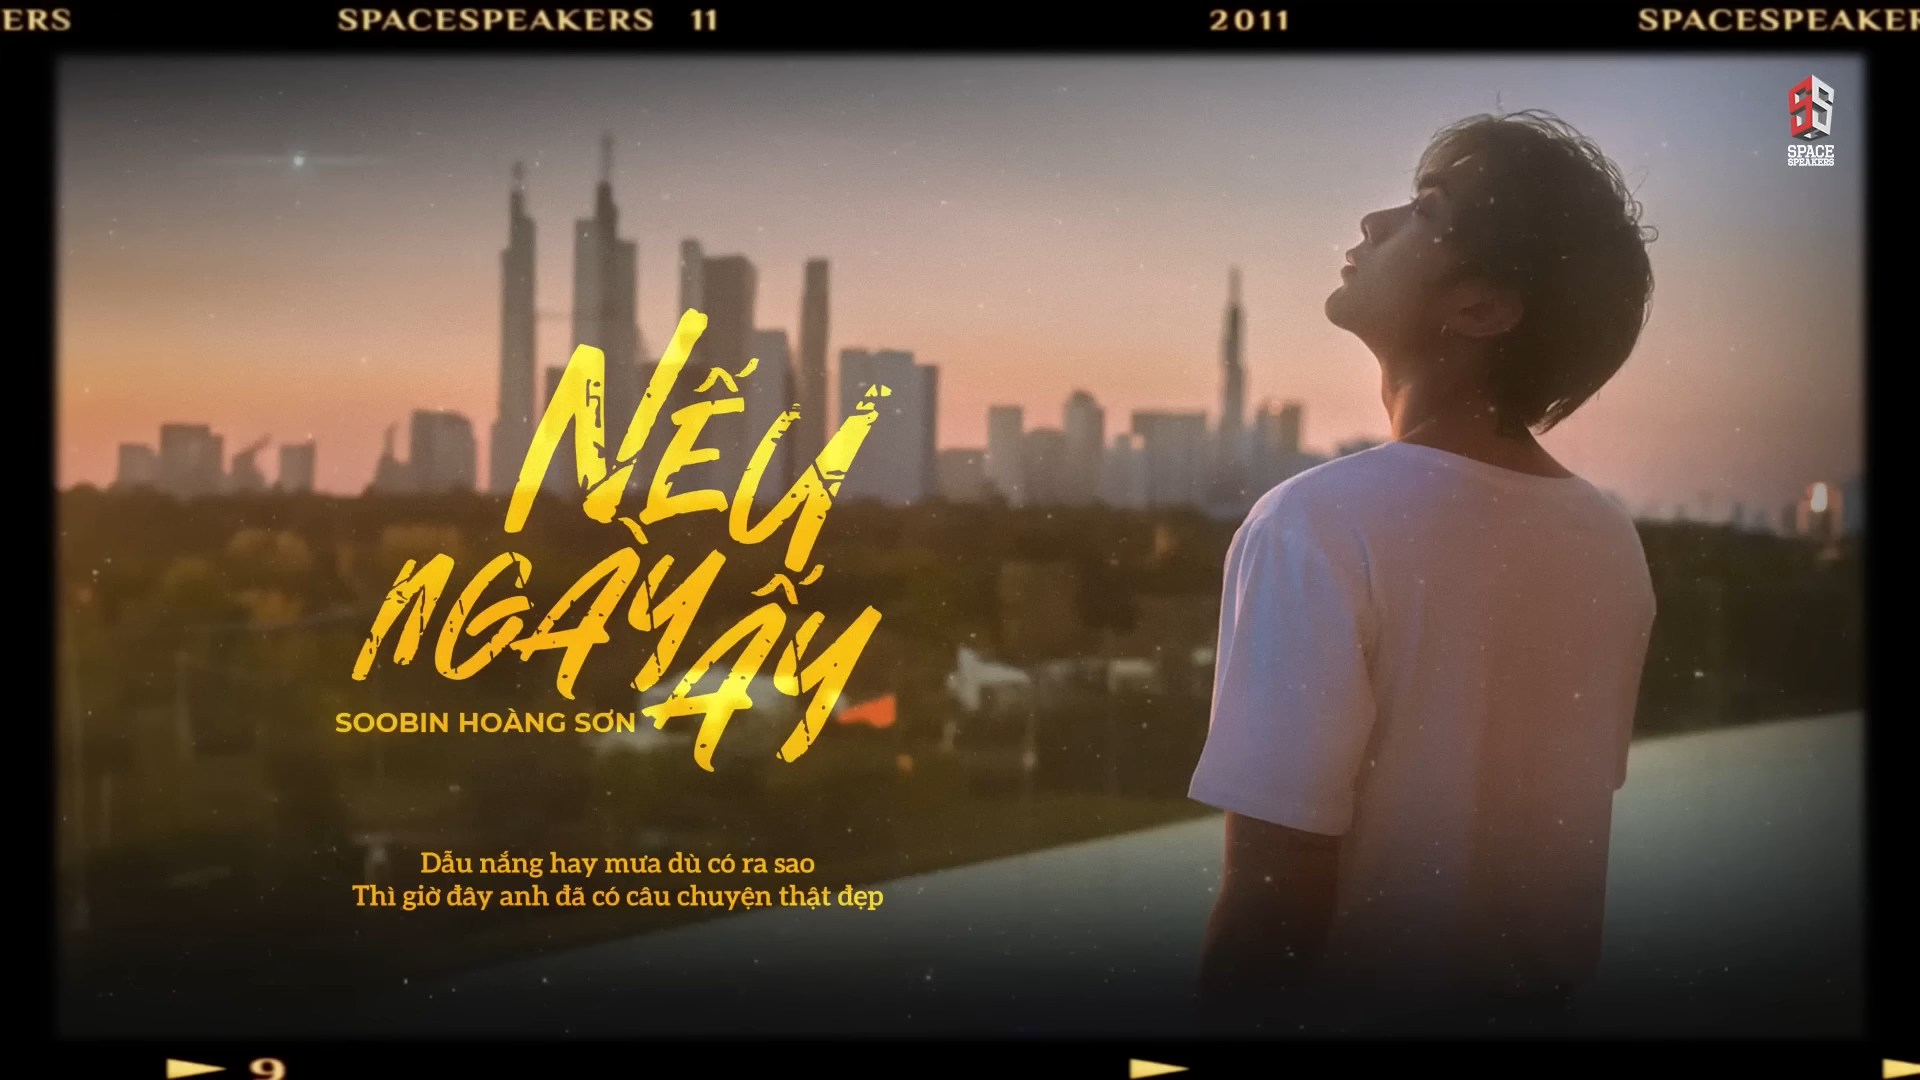 ERS SPACESPEAKERS 11 2011 SPACESPEAKER
SS
SPACE
SPEAKERS
NẾU
NGÀY
ẤY
SOOBIN HOÀNG SƠN
Dẫu nắng hay mưa dù có ra sao
Thì giờ đây anh đã có câu chuyện thật đẹp
9